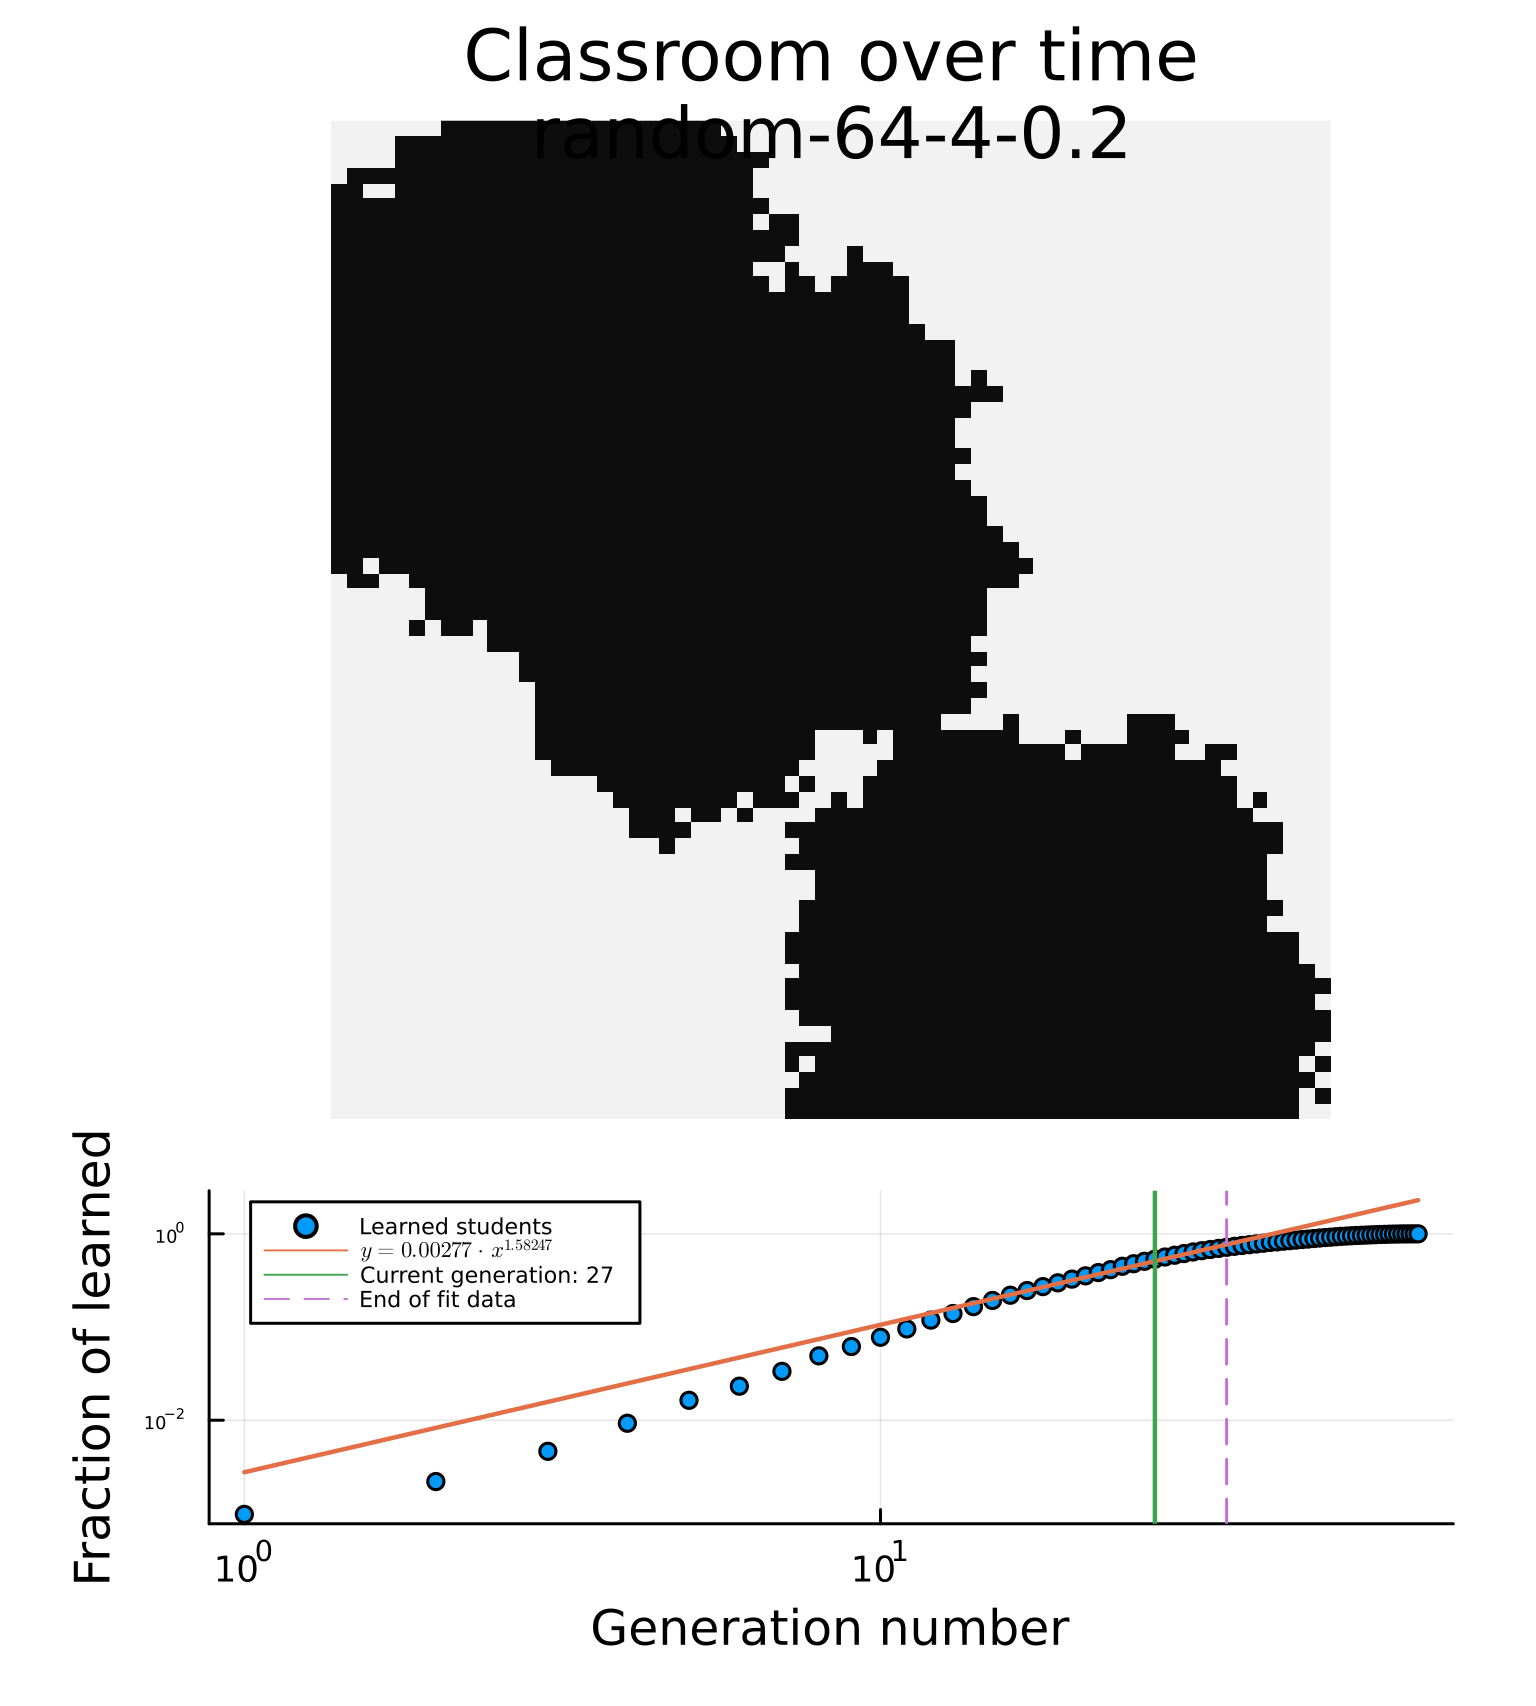 Classroom over time
random-64-4-0.2
Fraction of learned
10^0
10^-2
Learned students
y = 0.00277 · x^1.58247
Current generation: 27
End of fit data
10^0
10^1
Generation number